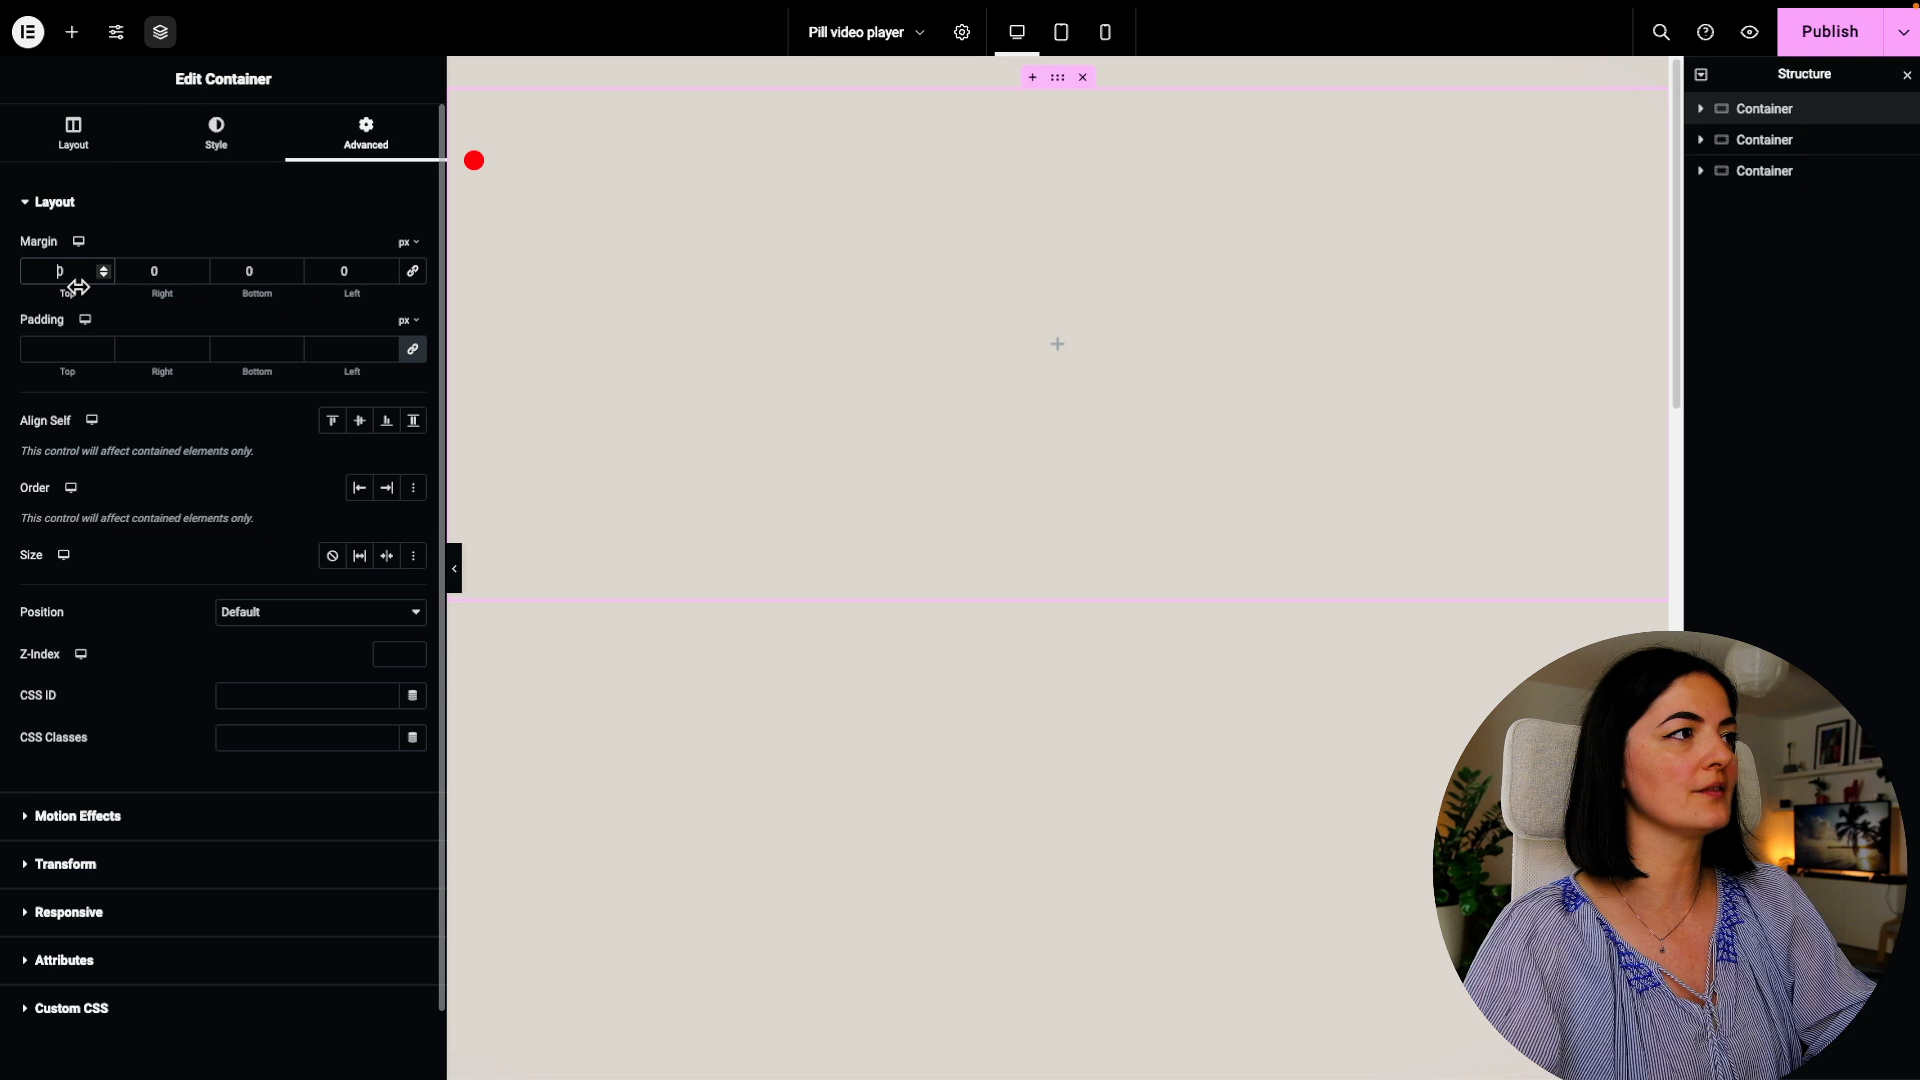 Pill video player
Publish
Edit Container
Structure
Layout
Style
Advanced
Container
Container
Container
Layout
Margin
px
0
0
0
0
Top
Right
Bottom
Left
Padding
px
Top
Right
Bottom
Left
Align Self
This control will affect contained elements only.
Order
This control will affect contained elements only.
Size
Position
Default
Z-Index
CSS ID
CSS Classes
Motion Effects
Transform
Responsive
Attributes
Custom CSS